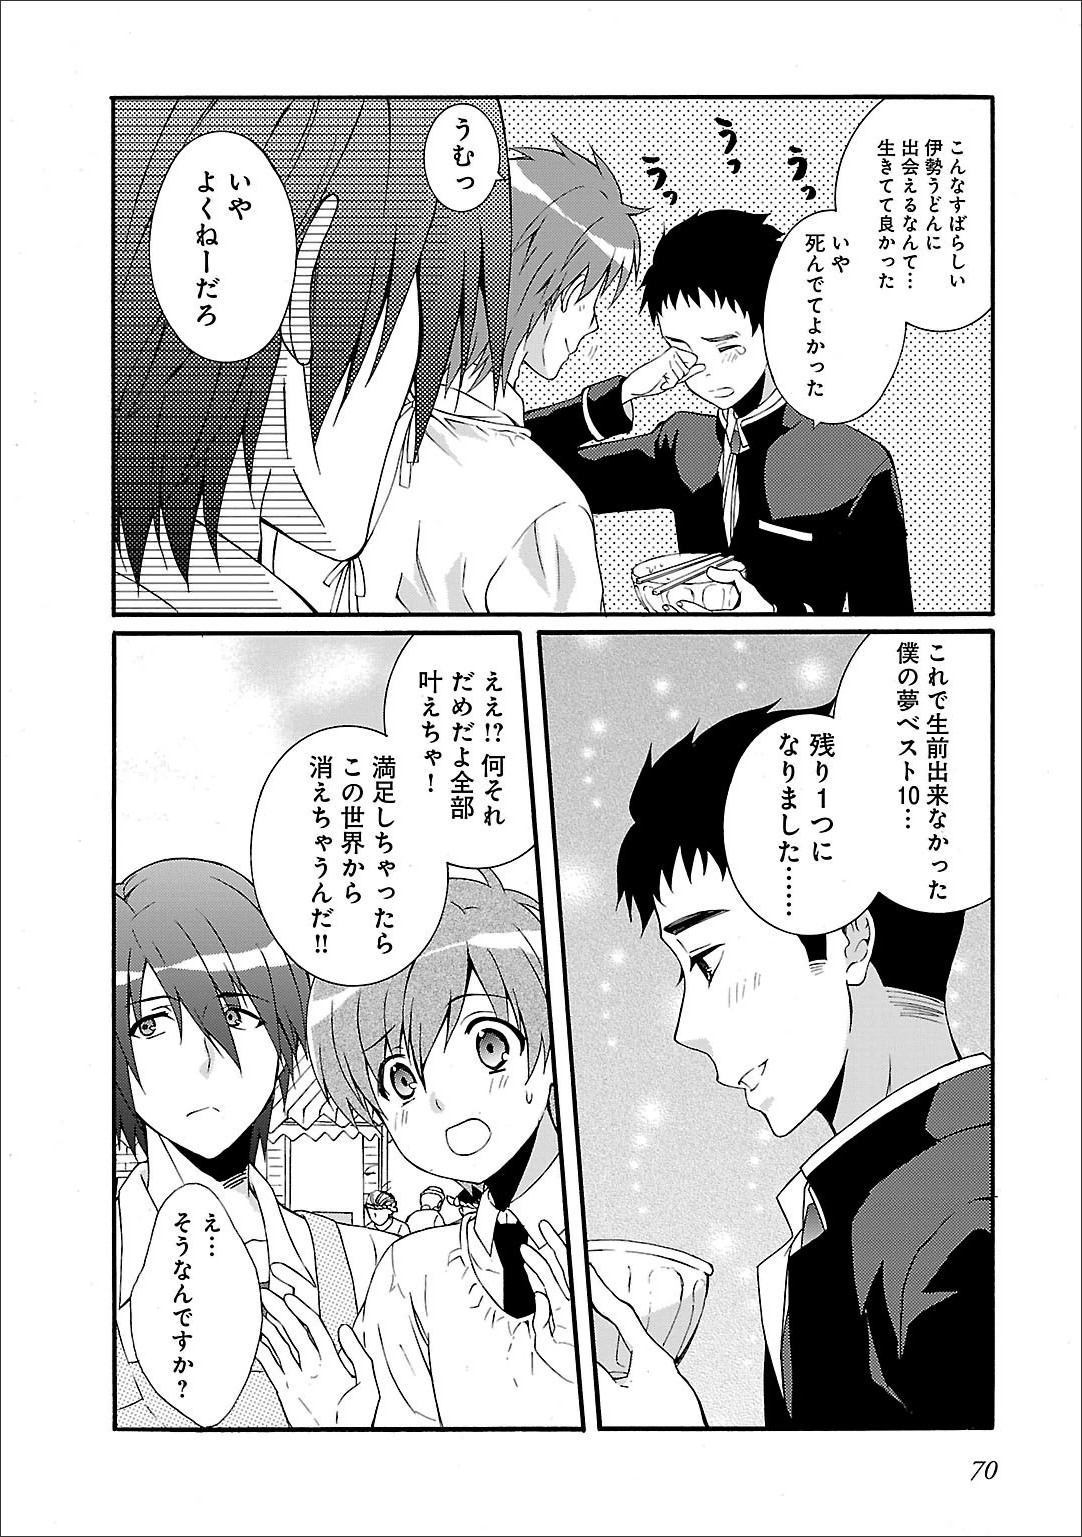 こんなすばらしい
伊勢うどんに
出会えるなんて…
生きてて良かった
いや
死んでてよかった
うっ
うっ
うっ
うむっ
いや
よくねーだろ
これで生前出来なかった
僕の夢ベスト10…
残り1つに
なりました……
ええ!?何それ
だめだよ全部
叶えちゃ!
満足しちゃったら
この世界から
消えちゃうんだ!!
え…
そうなんですか?
70